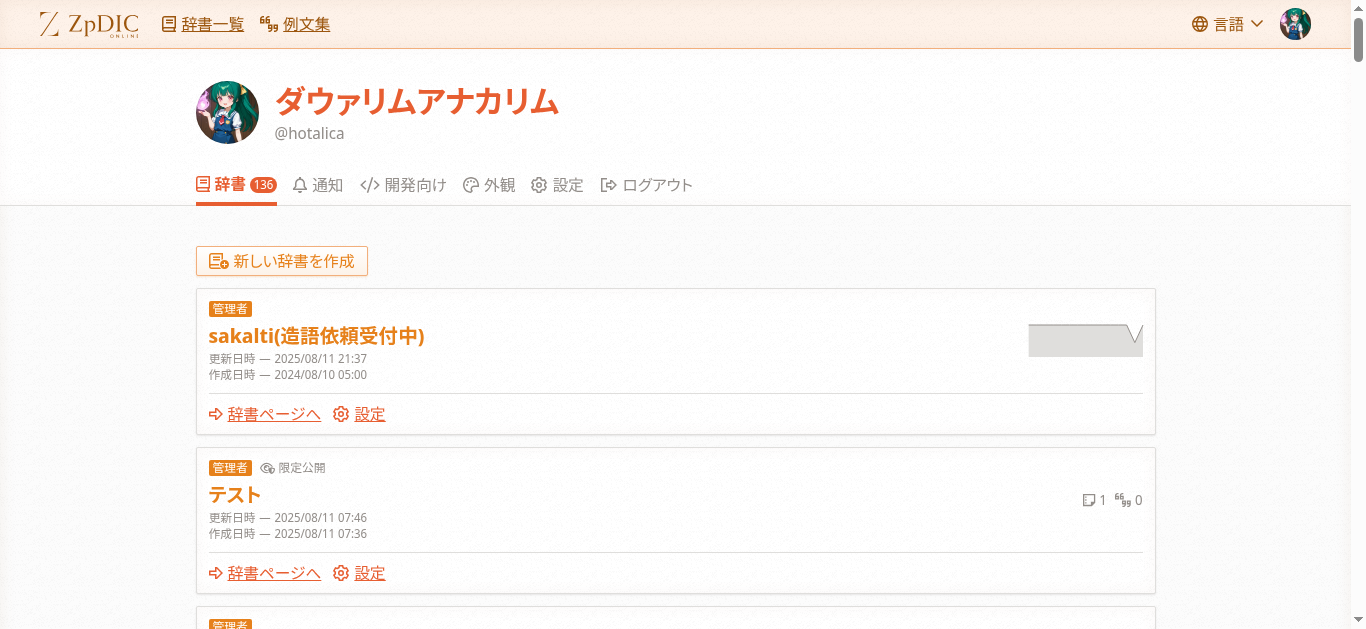 ZpDIC ONLINE 辞書一覧 例文集 言語
ダウァリムアナカリム
@hotalica
辞書 136 通知 開発向け 外観 設定 ログアウト
新しい辞書を作成
管理者
sakalti(造語依頼受付中)
更新日時 — 2025/08/11 21:37
作成日時 — 2024/08/10 05:00
辞書ページへ 設定
管理者 限定公開
テスト
1 0
更新日時 — 2025/08/11 07:46
作成日時 — 2025/08/11 07:36
辞書ページへ 設定
管理者